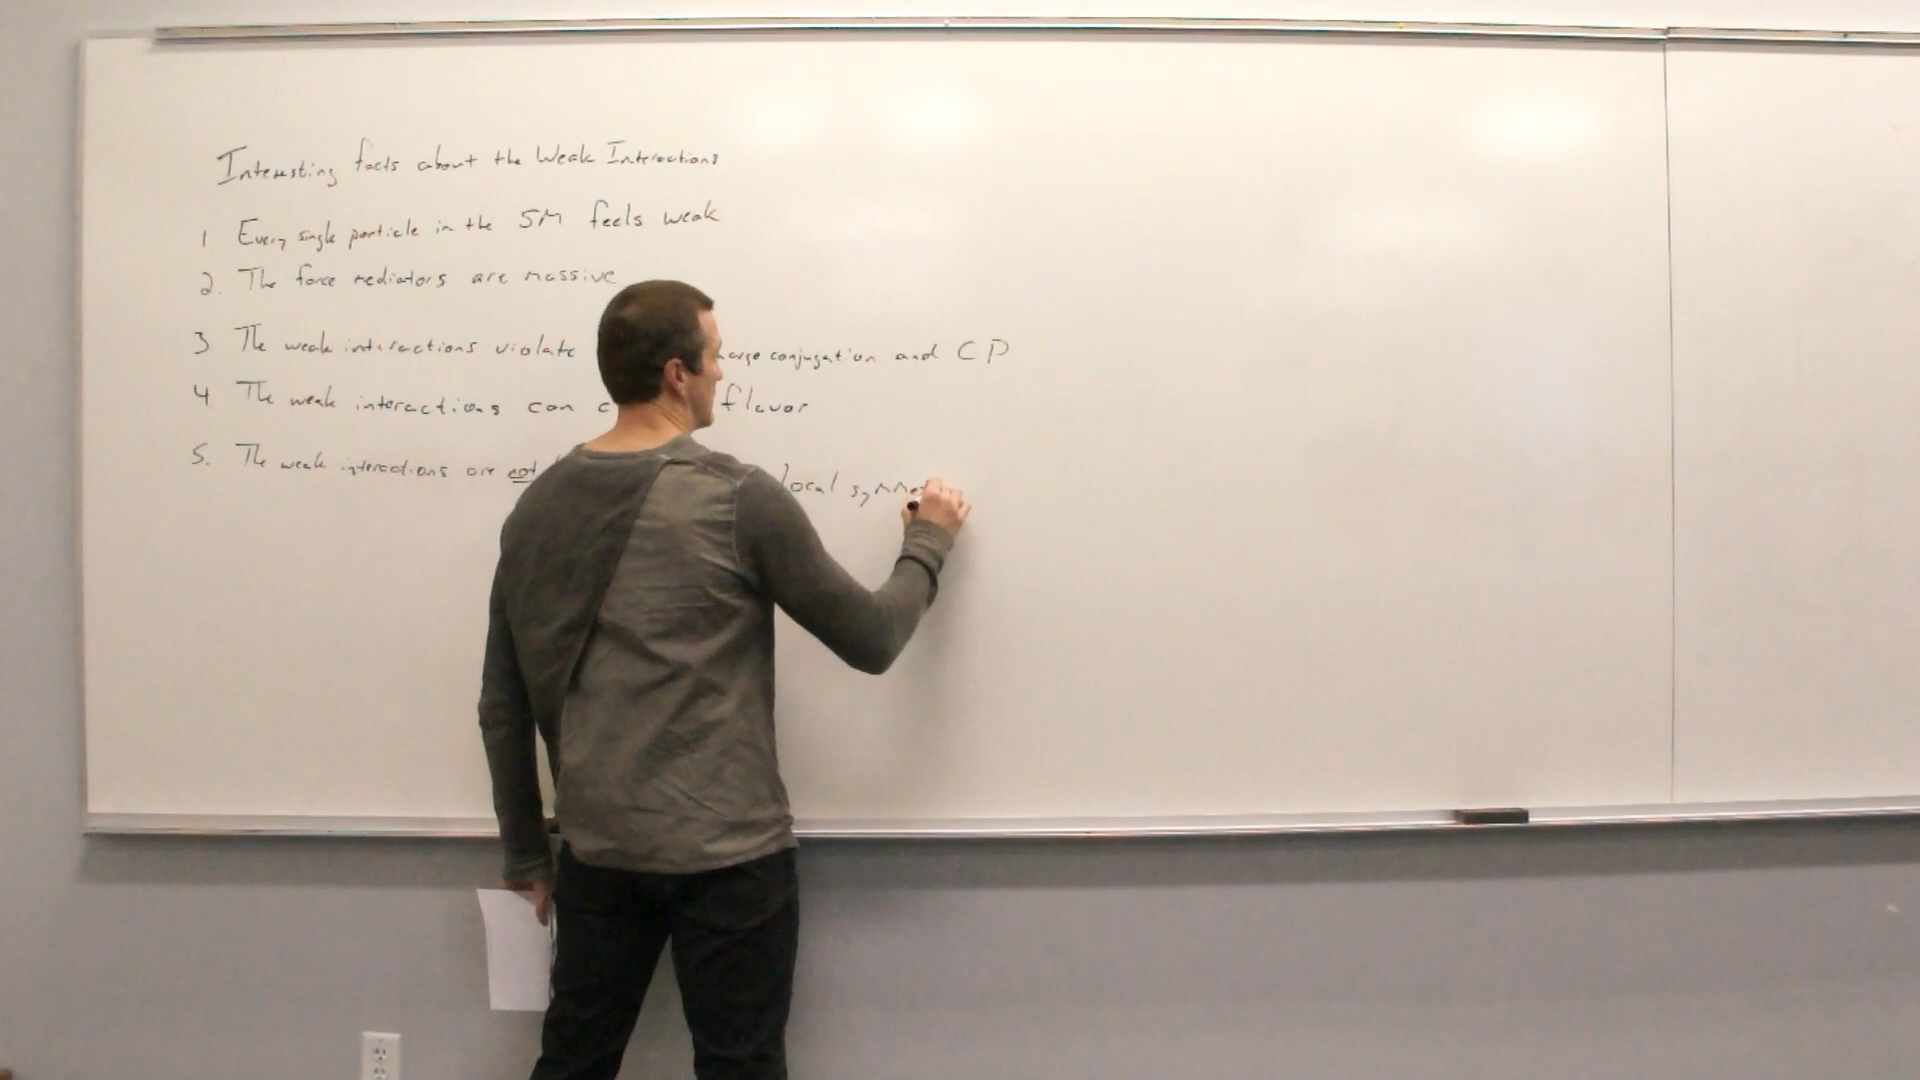 Interesting facts about the Weak Interactions
1. Every single particle in the SM feels weak
2. The force mediators are massive
3 The weak interactions violate conjugation and CP
4 The weak interactions can flavor
5. The weak interactions are not local